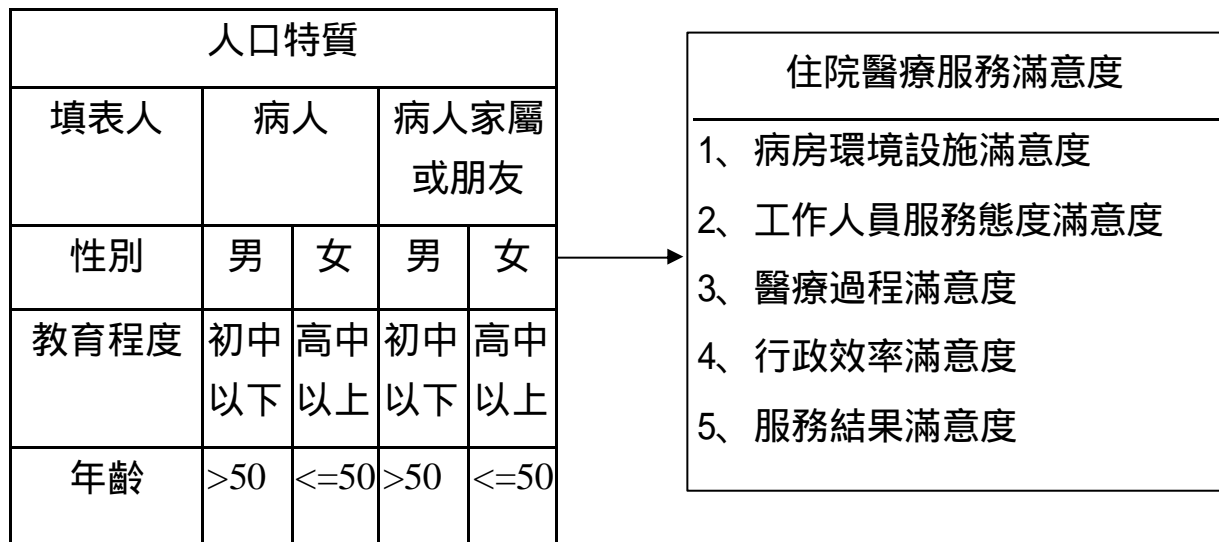 人口特質
填表人 病人 病人家屬
或朋友
性別 男 女 男 女
教育程度 初中 高中 初中 高中
以下 以上 以下 以上
年齡 >50 <=50 >50 <=50
住院醫療服務滿意度
1、病房環境設施滿意度
2、工作人員服務態度滿意度
3、醫療過程滿意度
4、行政效率滿意度
5、服務結果滿意度